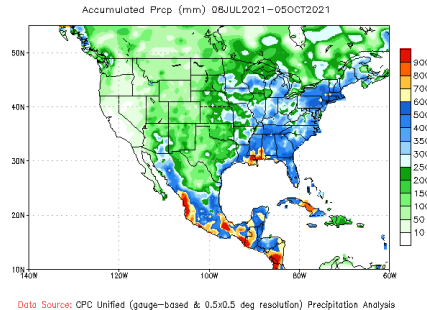 Accumulated Prcp (mm) 08JUL2021-05OCT2021
50N
40N
30N
20N
10N
140W
120W
100W
80W
60W
900
800
700
600
500
400
300
250
200
150
100
50
10
Data Source: CPC Unified (gauge-based & 0.5x0.5 deg resolution) Precipitation Analysis